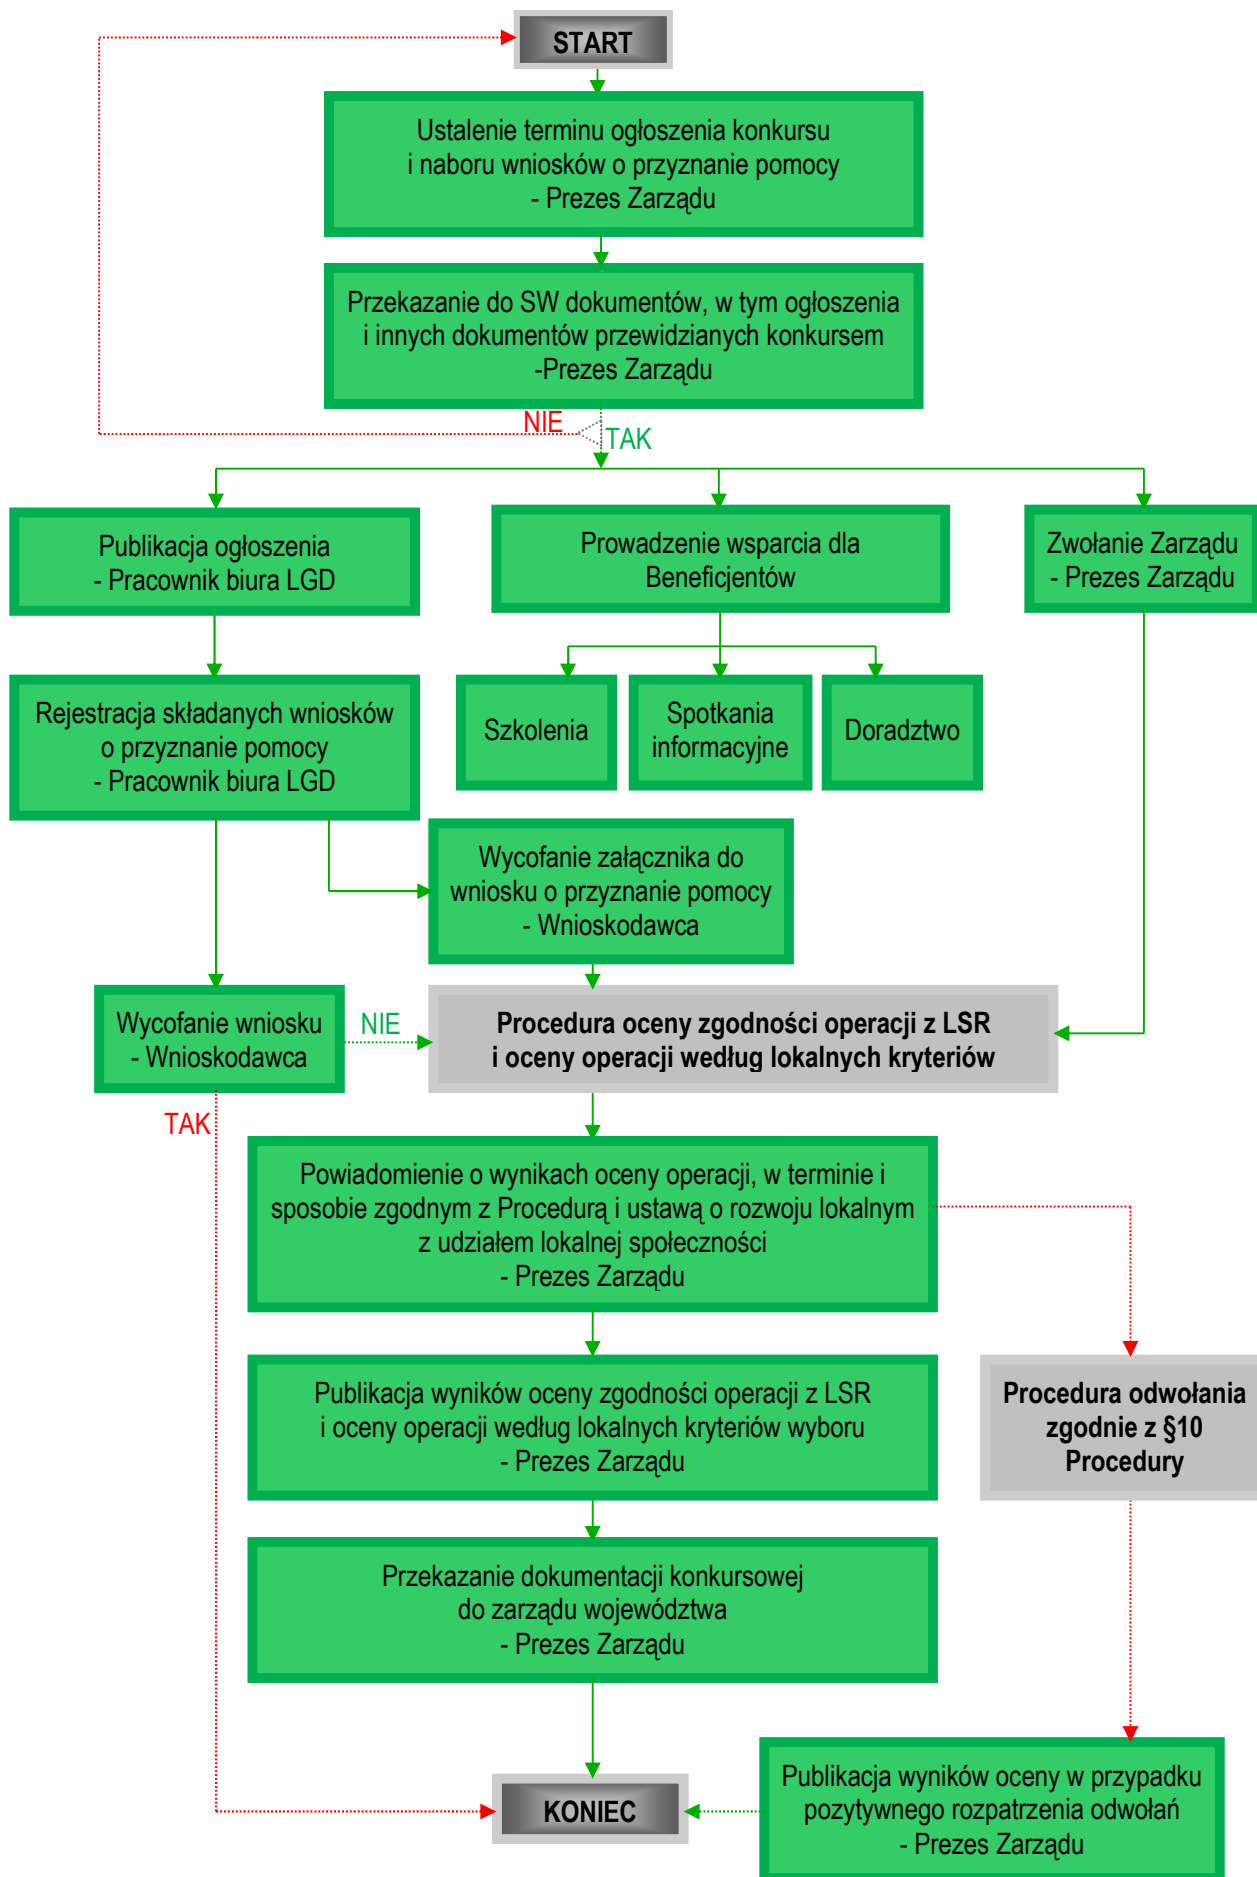 START
Ustalenie terminu ogłoszenia konkursu
i naboru wniosków o przyznanie pomocy
- Prezes Zarządu
Przekazanie do SW dokumentów, w tym ogłoszenia
i innych dokumentów przewidzianych konkursem
-Prezes Zarządu
NIE
TAK
Publikacja ogłoszenia
- Pracownik biura LGD
Prowadzenie wsparcia dla
Beneficjentów
Zwołanie Zarządu
- Prezes Zarządu
Rejestracja składanych wniosków
o przyznanie pomocy
- Pracownik biura LGD
Szkolenia
Spotkania
informacyjne
Doradztwo
Wycofanie załącznika do
wniosku o przyznanie pomocy
- Wnioskodawca
Wycofanie wniosku
- Wnioskodawca
NIE
Procedura oceny zgodności operacji z LSR
i oceny operacji według lokalnych kryteriów
TAK
Powiadomienie o wynikach oceny operacji, w terminie i
sposobie zgodnym z Procedurą i ustawą o rozwoju lokalnym
z udziałem lokalnej społeczności
- Prezes Zarządu
Publikacja wyników oceny zgodności operacji z LSR
i oceny operacji według lokalnych kryteriów wyboru
- Prezes Zarządu
Procedura odwołania
zgodnie z §10
Procedury
Przekazanie dokumentacji konkursowej
do zarządu województwa
- Prezes Zarządu
Publikacja wyników oceny w przypadku
pozytywnego rozpatrzenia odwołań
- Prezes Zarządu
KONIEC